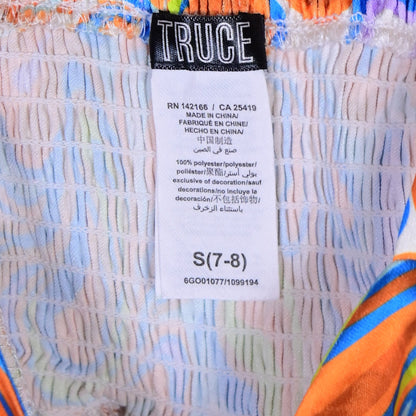 TRUCE
RN 142166 / CA 25419
MADE IN CHINA/
FABRIQUÉ EN CHINE/
HECHO EN CHINA/
中国制造
صنع في الصين
100% polyester/polyester/
poliéster/聚酯/بولي أستر
exclusive of decoration/sauf
decorations/no incluye la
decoración/不包括饰物/
باستثناء الزخرف
S(7-8)
6GO01077/1099194